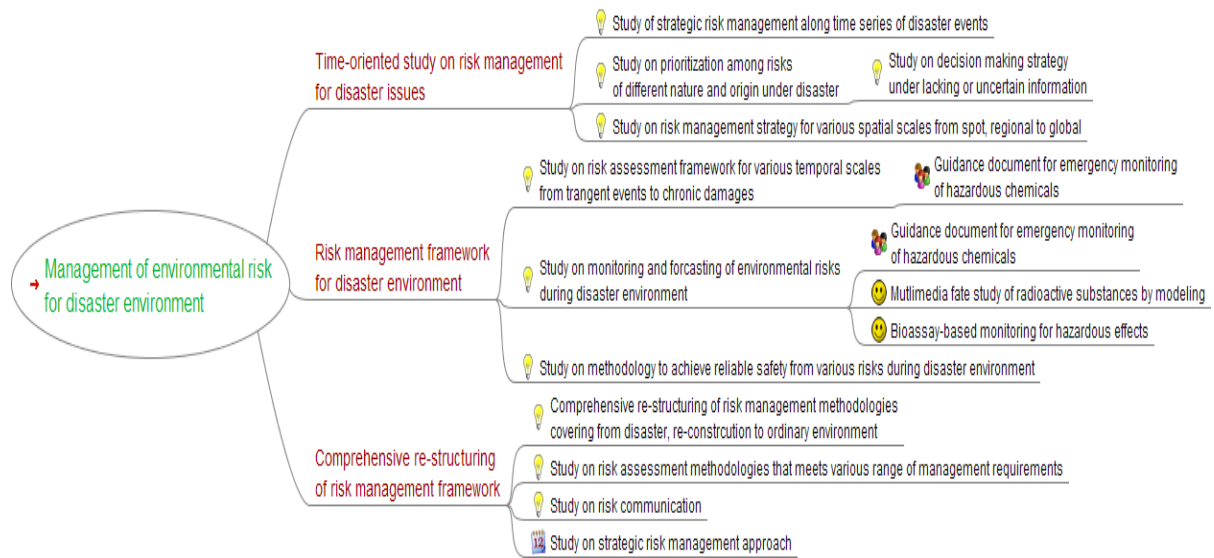 Study of strategic risk management along time series of disaster events
Time-oriented study on risk management
for disaster issues
Study on prioritization among risks
of different nature and origin under disaster
Study on decision making strategy
under lacking or uncertain information
Study on risk management strategy for various spatial scales from spot, regional to global
Study on risk assessment framework for various temporal scales
from trangent events to chronic damages
Guidance document for emergency monitoring
of hazardous chemicals
Management of environmental risk
for disaster environment
Risk management framework
for disaster environment
Study on monitoring and forcasting of environmental risks
during disaster environment
Guidance document for emergency monitoring
of hazardous chemicals
Mutlimedia fate study of radioactive substances by modeling
Bioassay-based monitoring for hazardous effects
Study on methodology to achieve reliable safety from various risks during disaster environment
Comprehensive re-structuring
of risk management framework
Comprehensive re-structuring of risk management methodologies
covering from disaster, re-constrcution to ordinary environment
Study on risk assessment methodologies that meets various range of management requirements
Study on risk communication
12
Study on strategic risk management approach